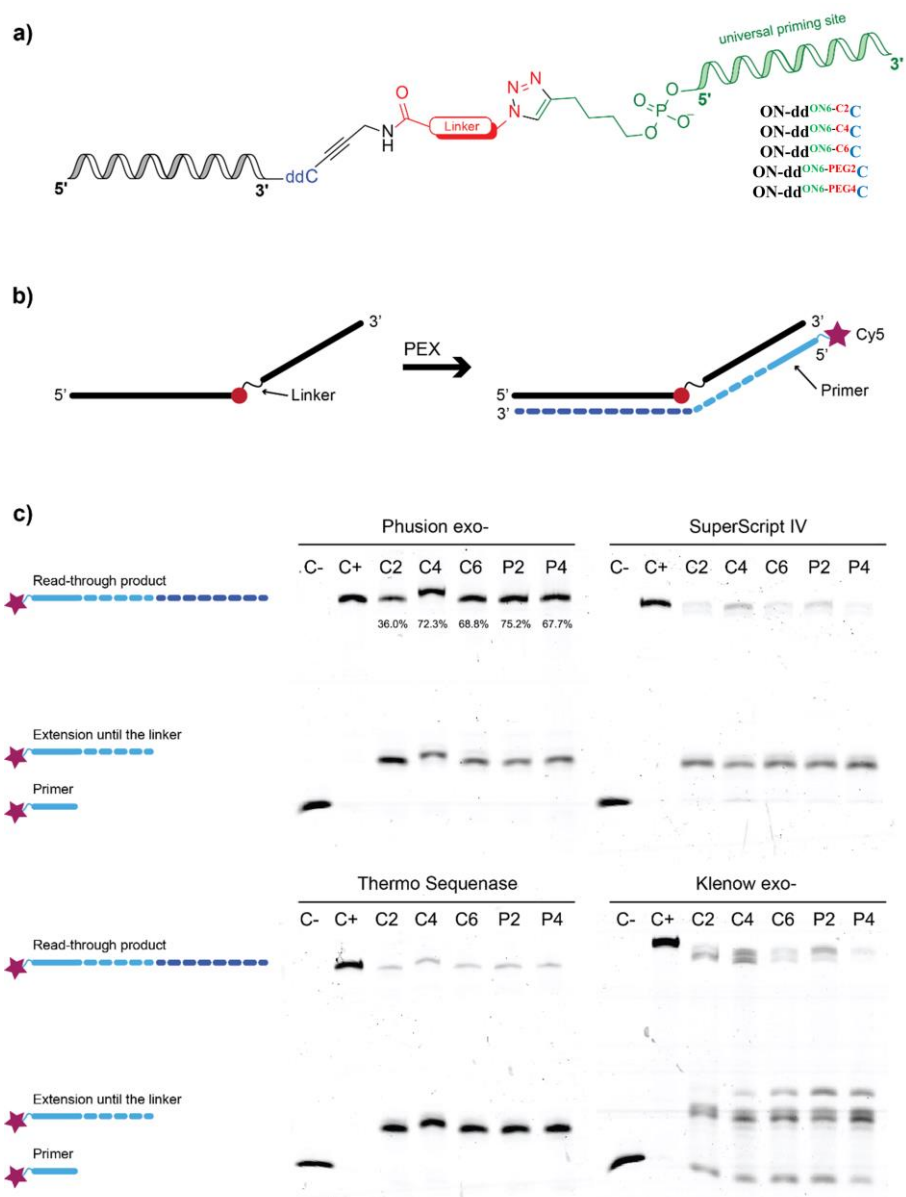 a)
universal priming site
5'
3'
ddC
N
H
O
Linker
N
N
N
O
P
O
O
O-
5'
3'
ON-ddON6-C2C
ON-ddON6-C4C
ON-ddON6-C6C
ON-ddON6-PEG2C
ON-ddON6-PEG4C
b)
5'
3'
Linker
PEX
3'
Cy5
5'
Primer
5'
3'
c)
Phusion exo-
SuperScript IV
C- C+ C2 C4 C6 P2 P4
C- C+ C2 C4 C6 P2 P4
Read-through product
36.0% 72.3% 68.8% 75.2% 67.7%
Extension until the linker
Primer
Thermo Sequenase
Klenow exo-
C- C+ C2 C4 C6 P2 P4
C- C+ C2 C4 C6 P2 P4
Read-through product
Extension until the linker
Primer